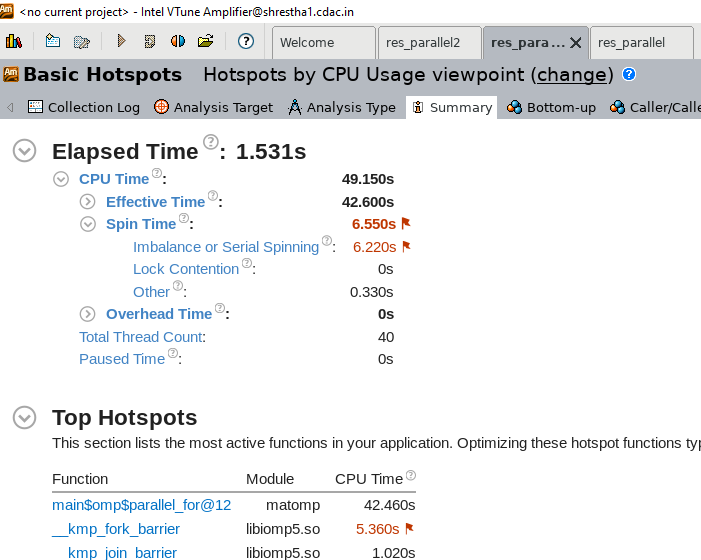 <no current project> - Intel VTune Amplifier@shrestha1.cdac.in
Welcome res_parallel2 res_para ... res_parallel
Basic Hotspots Hotspots by CPU Usage viewpoint (change)
Collection Log Analysis Target Analysis Type Summary Bottom-up Caller/Calle
Elapsed Time: 1.531s
CPU Time: 49.150s
Effective Time: 42.600s
Spin Time: 6.550s
Imbalance or Serial Spinning: 6.220s
Lock Contention: 0s
Other: 0.330s
Overhead Time: 0s
Total Thread Count: 40
Paused Time: 0s
Top Hotspots
This section lists the most active functions in your application. Optimizing these hotspot functions typ
Function Module CPU Time
main$omp$parallel_for@12 matomp 42.460s
__kmp_fork_barrier libiomp5.so 5.360s
__kmp_join_barrier libiomp5.so 1.020s